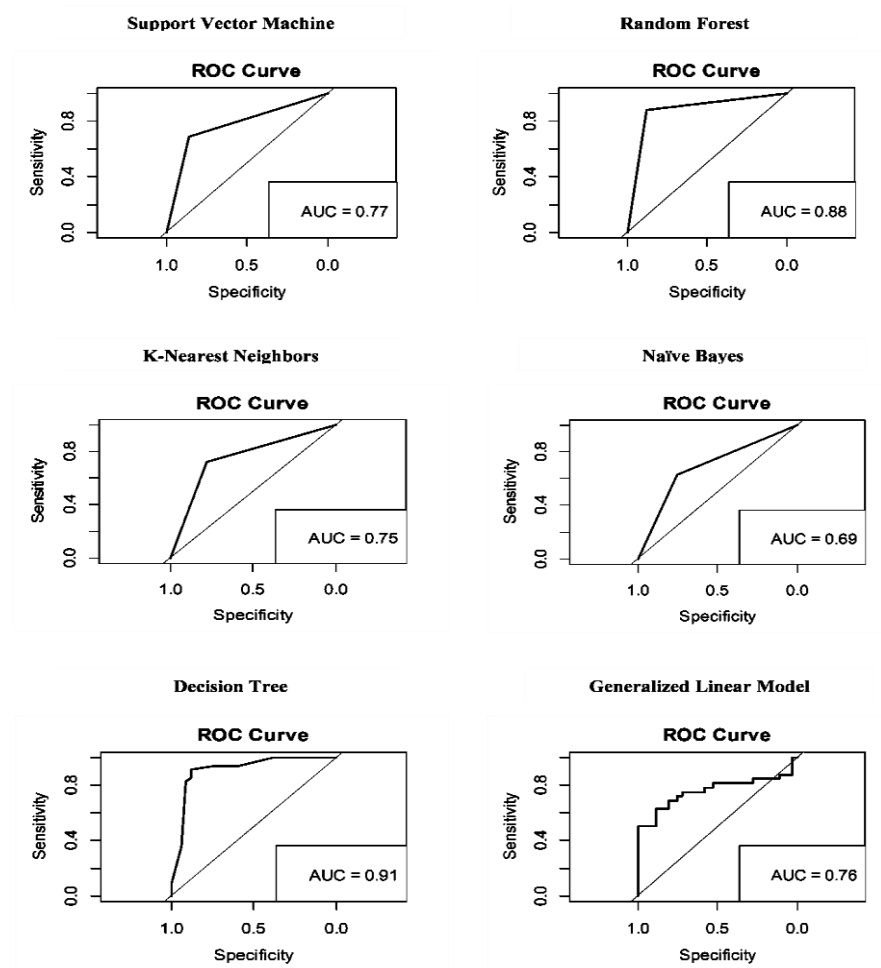 Support Vector Machine
ROC Curve
Sensitivity
0.8
0.4
0.0
AUC = 0.77
1.0 0.5 0.0
Specificity
Random Forest
ROC Curve
Sensitivity
0.8
0.4
0.0
AUC = 0.88
1.0 0.5 0.0
Specificity
K-Nearest Neighbors
ROC Curve
Sensitivity
0.8
0.4
0.0
AUC = 0.75
1.0 0.5 0.0
Specificity
Naïve Bayes
ROC Curve
Sensitivity
0.8
0.4
0.0
AUC = 0.69
1.0 0.5 0.0
Specificity
Decision Tree
ROC Curve
Sensitivity
0.8
0.4
0.0
AUC = 0.91
1.0 0.5 0.0
Specificity
Generalized Linear Model
ROC Curve
Sensitivity
0.8
0.4
0.0
AUC = 0.76
1.0 0.5 0.0
Specificity